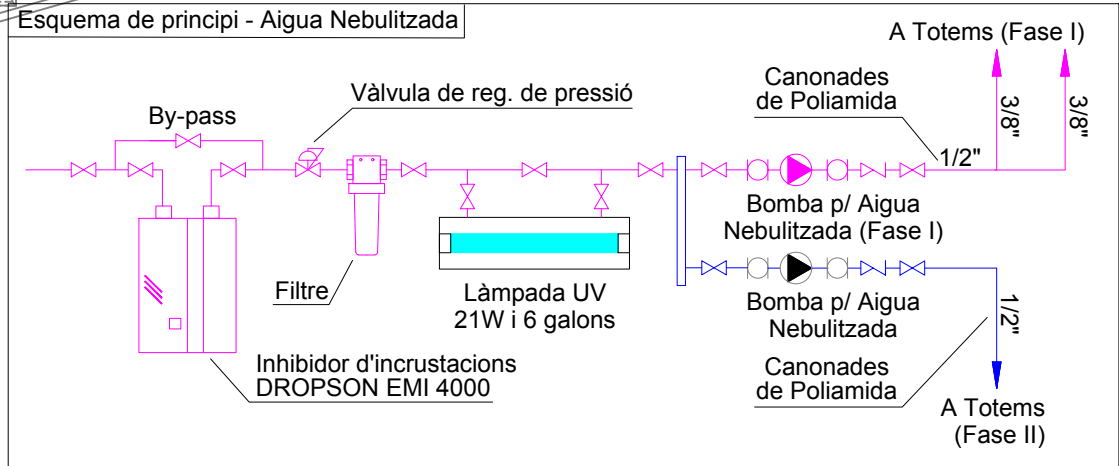 Esquema de principi - Aigua Nebulitzada
A Totems (Fase I)
Canonades
de Poliamida
Vàlvula de reg. de pressió
By-pass
3/8"
3/8"
1/2"
Bomba p/ Aigua
Nebulitzada (Fase I)
Filtre
Làmpada UV
21W i 6 galons
Bomba p/ Aigua
Nebulitzada
1/2"
Inhibidor d'incrustacions
DROPSON EMI 4000
Canonades
de Poliamida
A Totems
(Fase II)